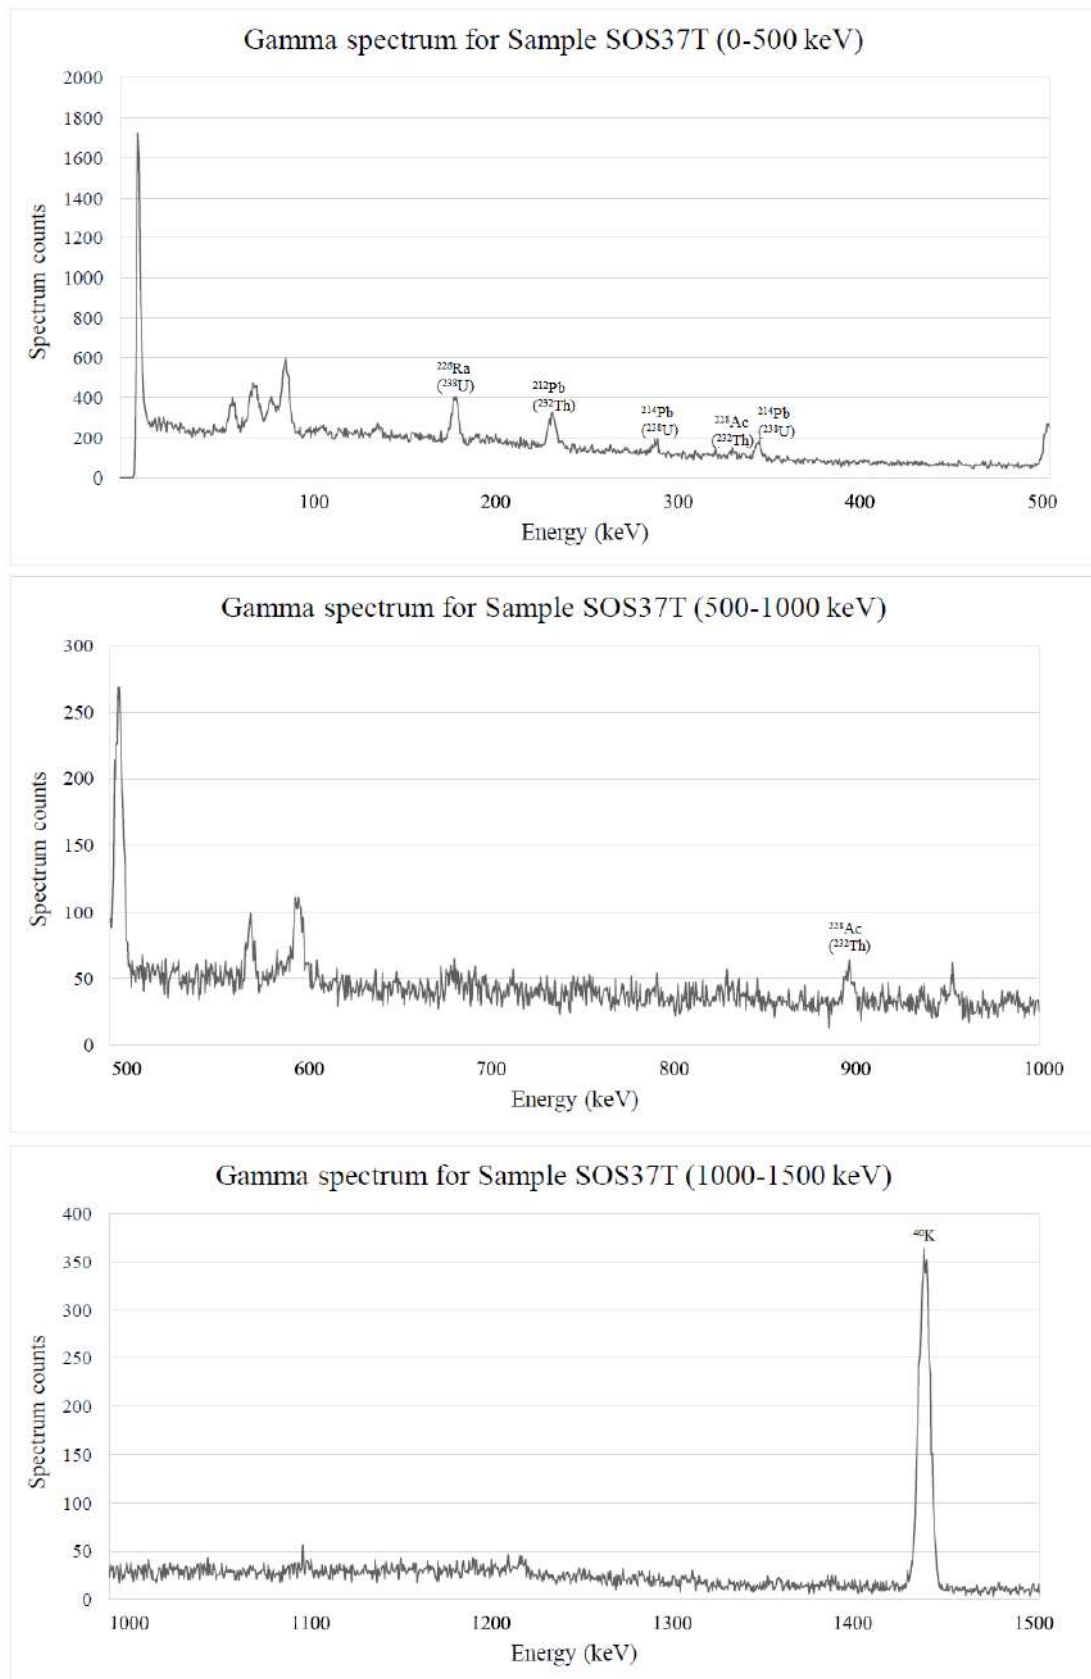 Gamma spectrum for Sample SOS37T (0-500 keV)
2000
1800
1600
1400
1200
1000
800
600
400
200
0
Spectrum counts
²²⁶Ra
(²³⁸U)
²¹²Pb
(²³²Th)
²¹⁴Pb
(²³⁸U)
²²⁸Ac
(²³²Th)
²¹⁴Pb
(²³⁸U)
100 200 300 400 500
Energy (keV)
Gamma spectrum for Sample SOS37T (500-1000 keV)
300
250
200
150
100
50
0
Spectrum counts
²²⁸Ac
(²³²Th)
500 600 700 800 900 1000
Energy (keV)
Gamma spectrum for Sample SOS37T (1000-1500 keV)
400
350
300
250
200
150
100
50
0
Spectrum counts
⁴⁰K
1000 1100 1200 1300 1400 1500
Energy (keV)